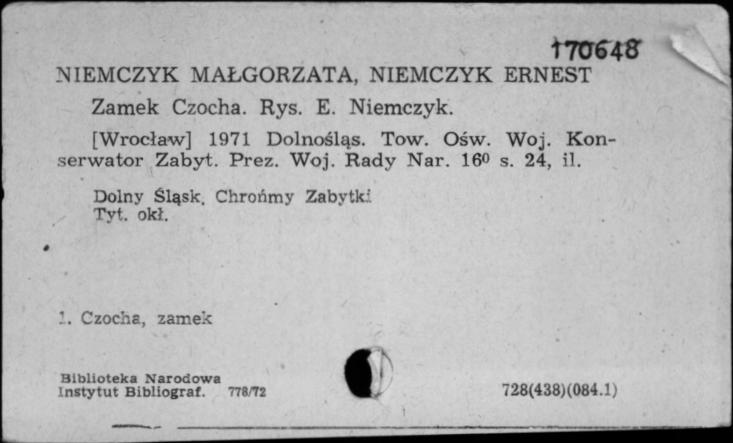 170648
NIEMCZYK MAŁGORZATA, NIEMCZYK ERNEST
Zamek Czocha. Rys. E. Niemczyk.
[Wrocław] 1971 Dolnośląs. Tow. Ośw. Woj. Kon-
serwator Zabyt. Prez. Woj. Rady Nar. 16⁰ s. 24, il.
Dolny Śląsk. Chrońmy Zabytki
Tyt. okł.
1. Czocha, zamek
Biblioteka Narodowa
Instytut Bibliograf. 778/72
728(438)(084.1)